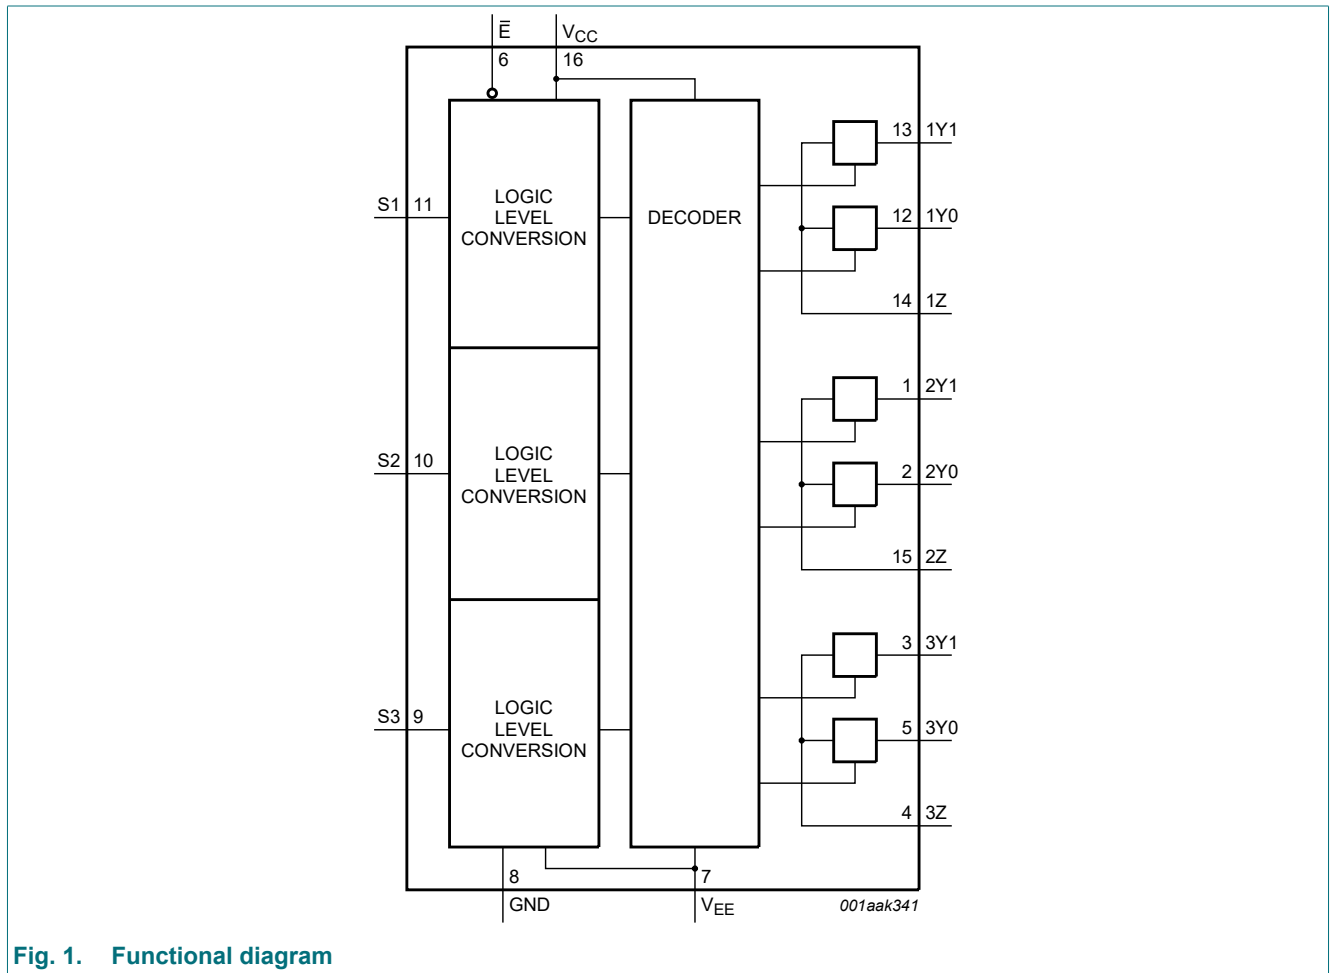 E̅ VCC
6 16
13 1Y1
LOGIC
LEVEL
CONVERSION
S1 11
DECODER
12 1Y0
14 1Z
1 2Y1
LOGIC
LEVEL
CONVERSION
S2 10
2 2Y0
15 2Z
3 3Y1
LOGIC
LEVEL
CONVERSION
S3 9
5 3Y0
4 3Z
8 7
GND VEE 001aak341
Fig. 1. Functional diagram